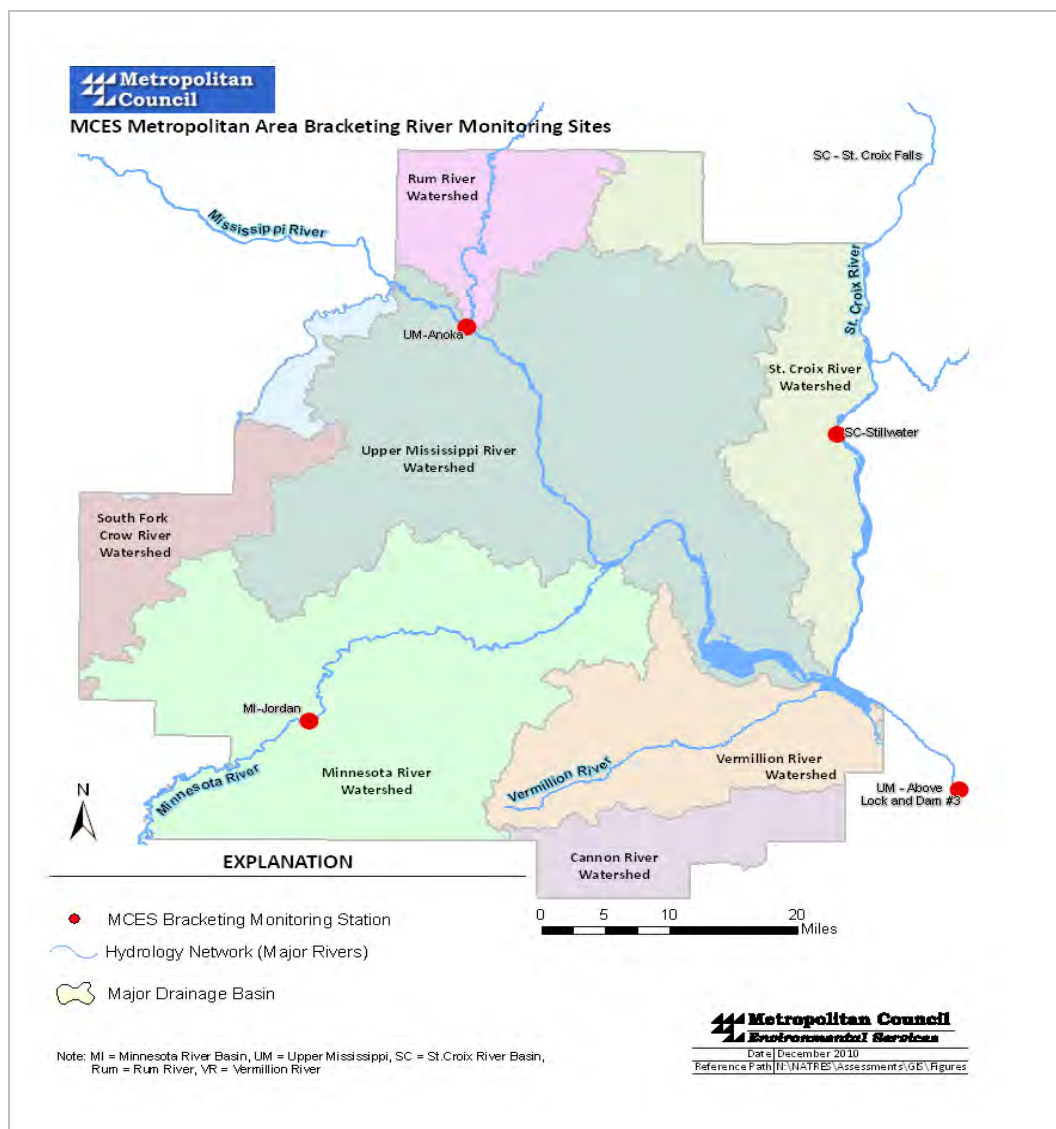 Metropolitan
Council
MCES Metropolitan Area Bracketing River Monitoring Sites
SC - St. Croix Falls
Rum River
Watershed
Mississippi River
St. Croix River
UM-Anoka
St. Croix River
Watershed
SC-Stillwater
Upper Mississippi River
Watershed
South Fork
Crow River
Watershed
MI-Jordan
Minnesota River
Minnesota River
Watershed
Vermillion River
Vermillion River
Watershed
UM - Above
Lock and Dam #3
Cannon River
Watershed
N
EXPLANATION
MCES Bracketing Monitoring Station
Hydrology Network (Major Rivers)
Major Drainage Basin
0 5 10 20
Miles
Note: MI = Minnesota River Basin, UM = Upper Mississippi, SC = St.Croix River Basin,
Rum = Rum River, VR = Vermillion River
Metropolitan Council
Environmental Services
Date December 2010
Reference Path N:\NATRES\Assessments\GIS\Figures